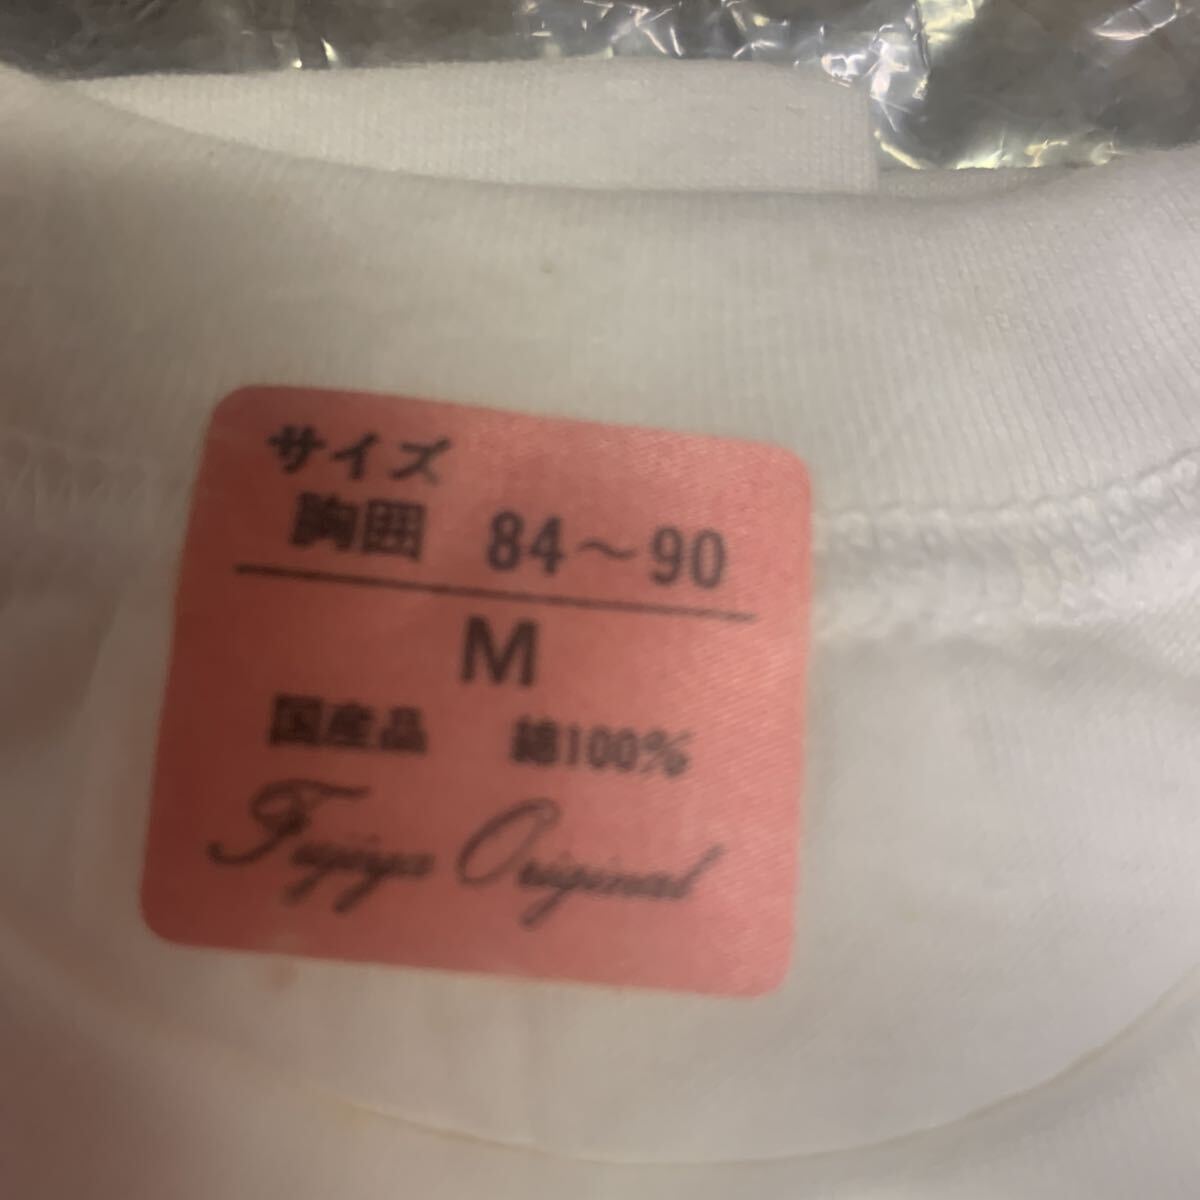 サイズ
胸囲 84～90
M
国産品 綿100%
Fujiya Original